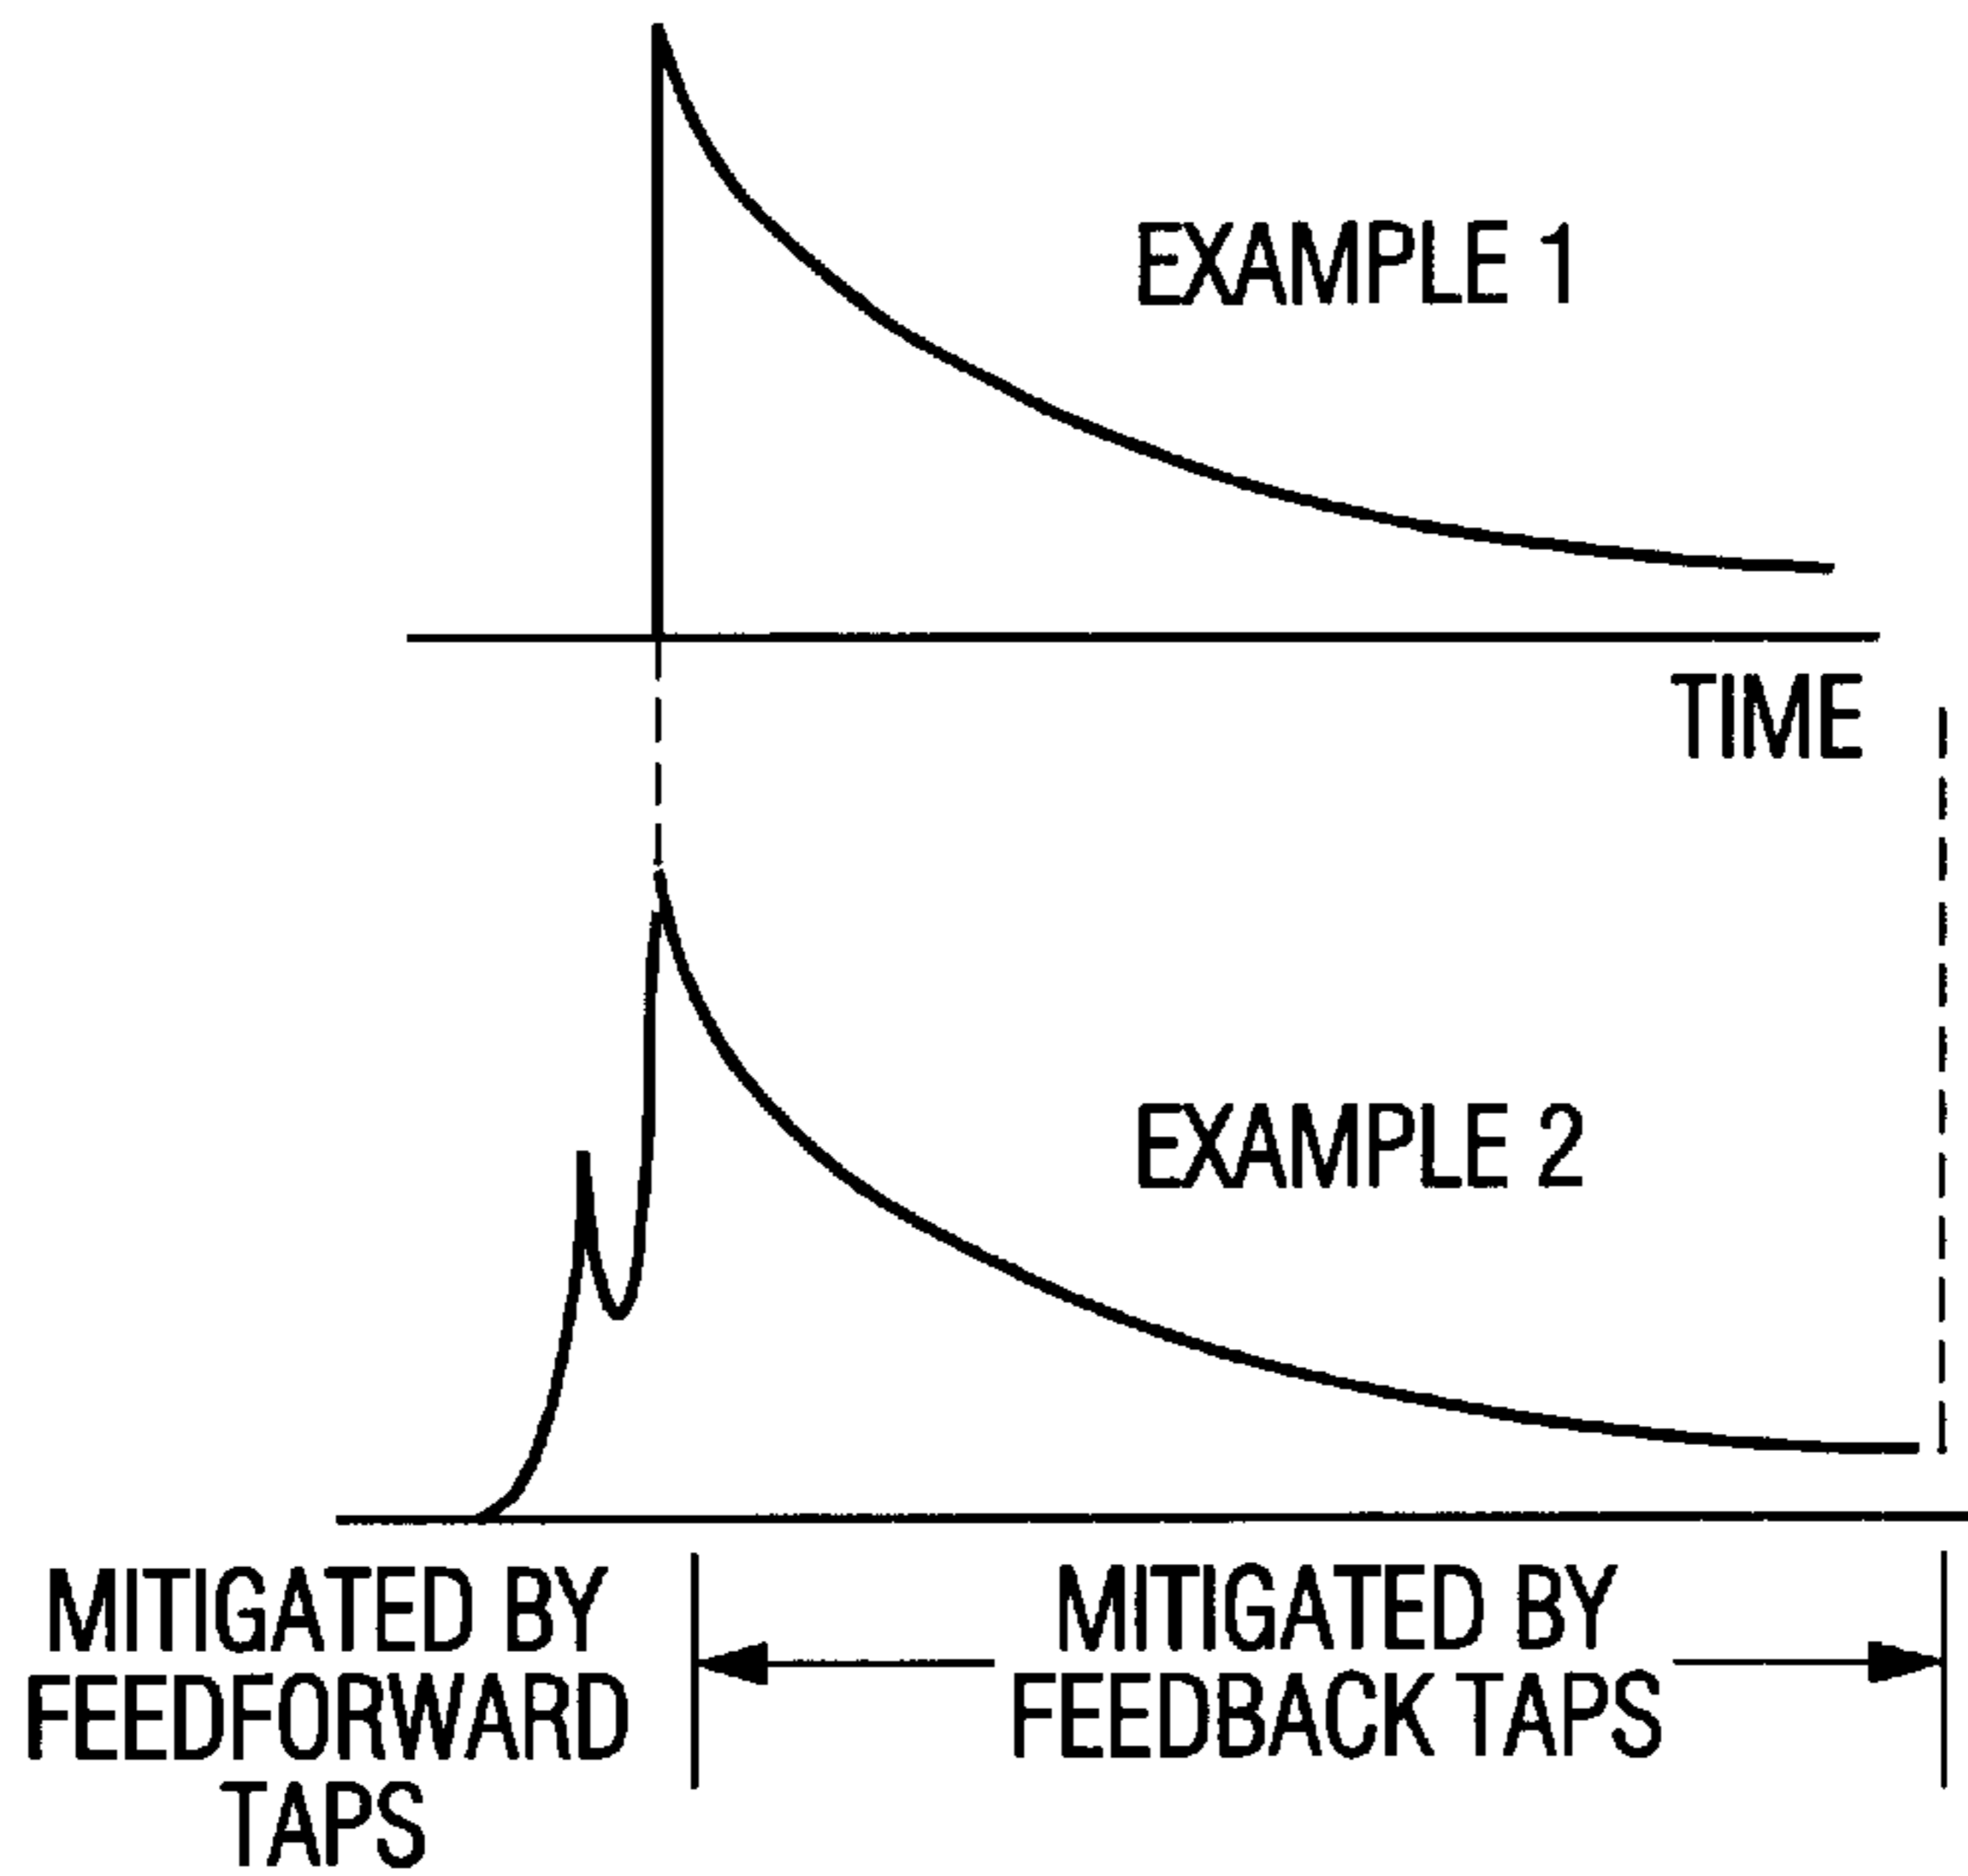 EXAMPLE 1
TIME
EXAMPLE 2
MITIGATED BY
FEEDFORWARD
TAPS
MITIGATED BY
FEEDBACK TAPS